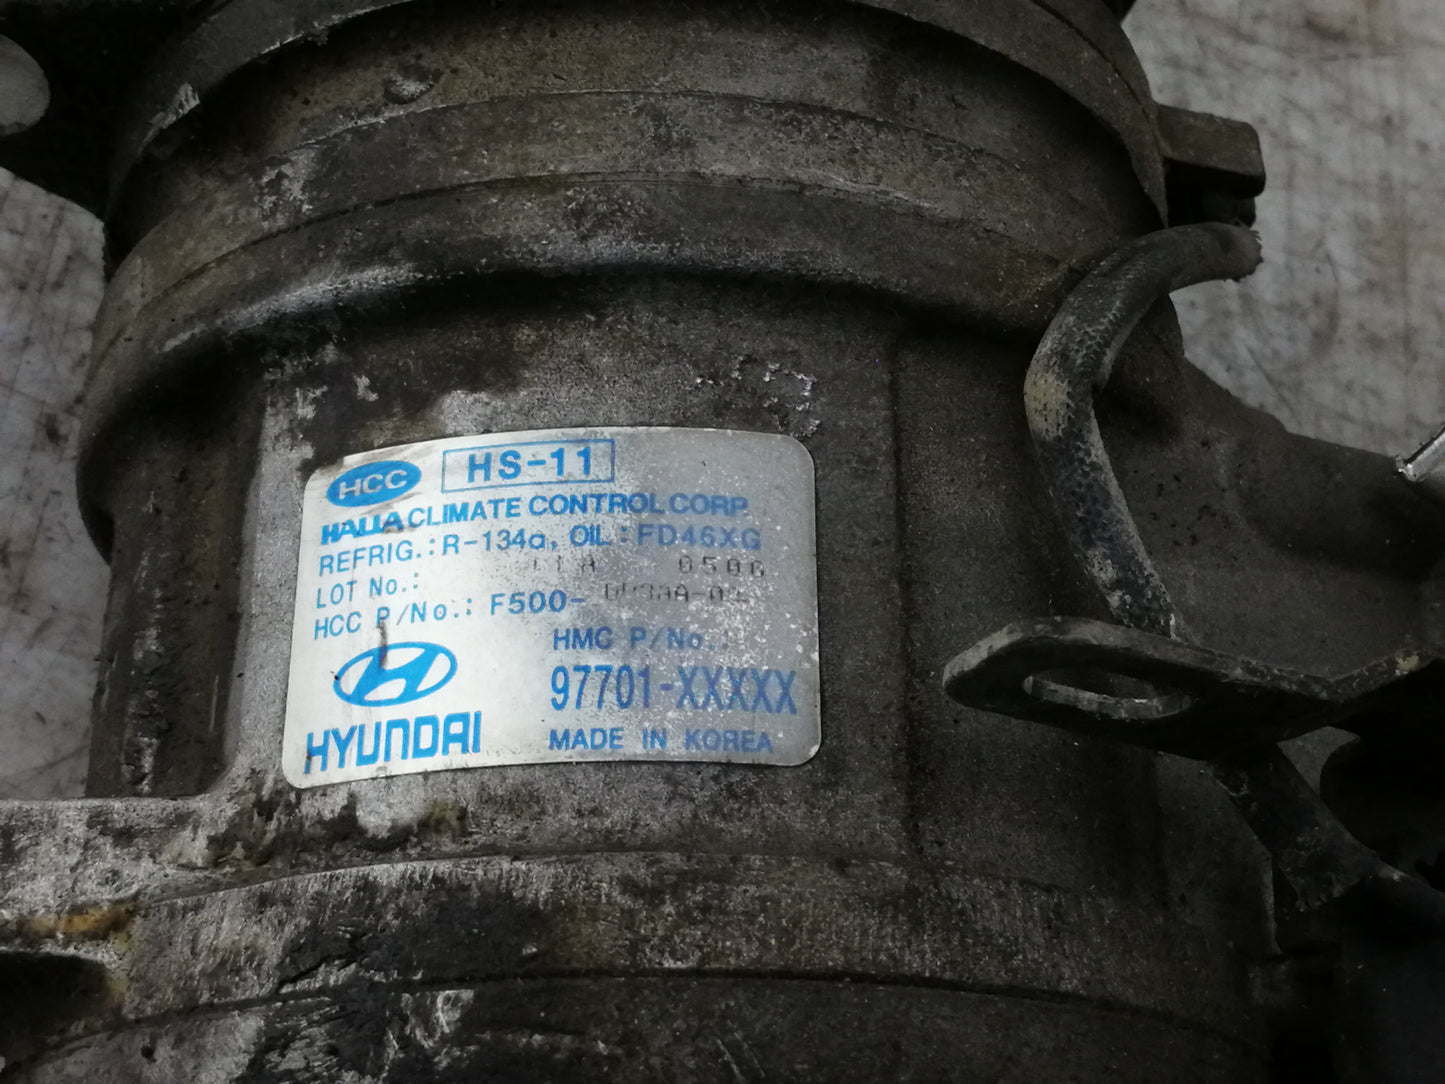 HCC HS-11
HALLA CLIMATE CONTROL CORP.
REFRIG.: R-134a, OIL : FD46XG
LOT No.:
HCC P/No.: F500-
HMC P/No.:
97701-XXXXX
HYUNDAI MADE IN KOREA